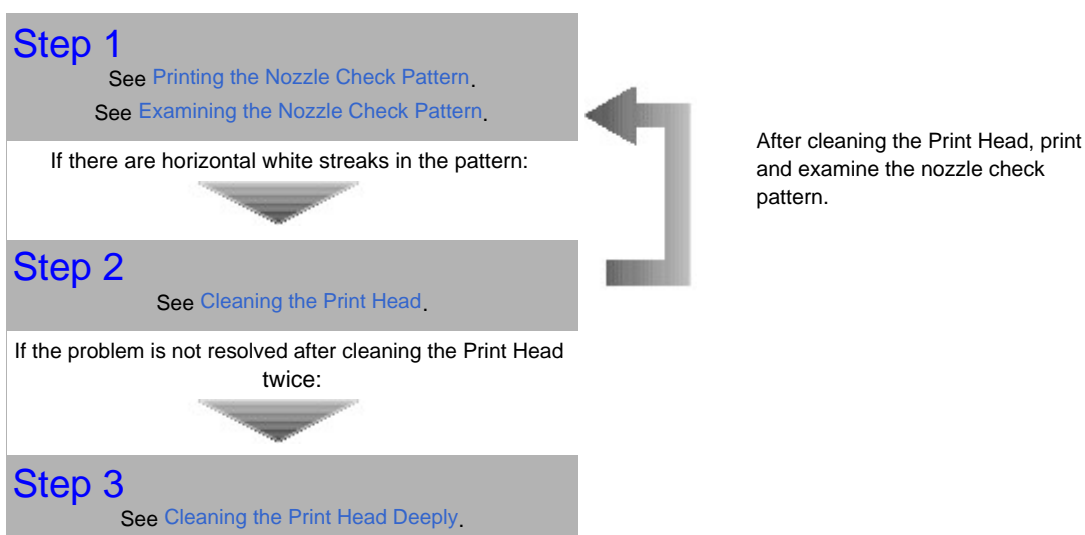 Step 1
See Printing the Nozzle Check Pattern.
See Examining the Nozzle Check Pattern.
If there are horizontal white streaks in the pattern:
Step 2
See Cleaning the Print Head.
If the problem is not resolved after cleaning the Print Head
twice:
Step 3
See Cleaning the Print Head Deeply.
After cleaning the Print Head, print
and examine the nozzle check
pattern.